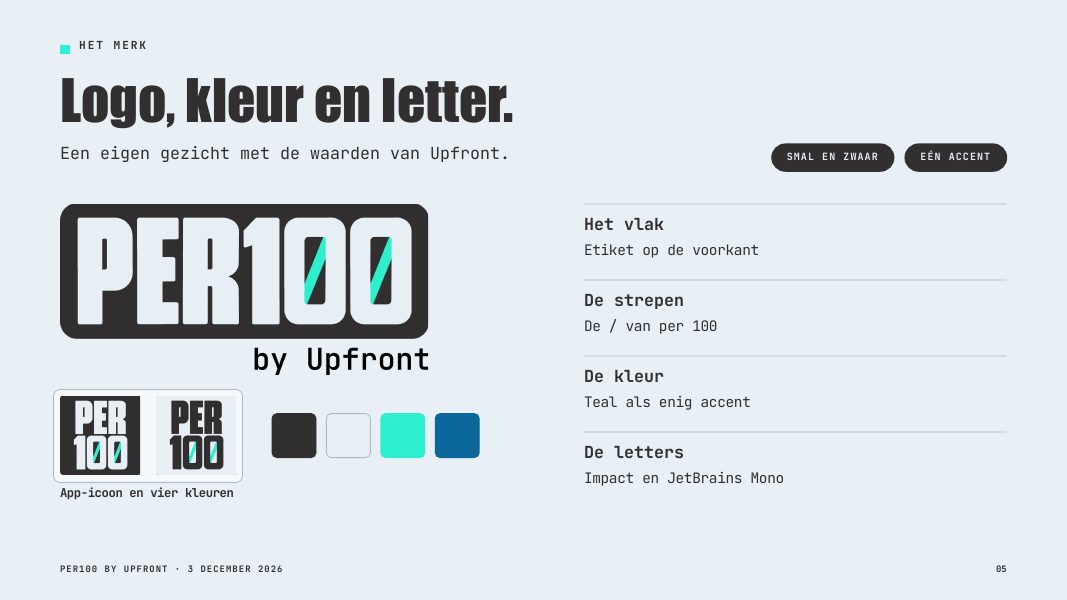 HET MERK
Logo, kleur en letter.
Een eigen gezicht met de waarden van Upfront.
SMAL EN ZWAAR
EÉN ACCENT
PER100
by Upfront
PER
100
PER
100
App-icoon en vier kleuren
Het vlak
Etiket op de voorkant
De strepen
De / van per 100
De kleur
Teal als enig accent
De letters
Impact en JetBrains Mono
PER100 BY UPFRONT · 3 DECEMBER 2026
05